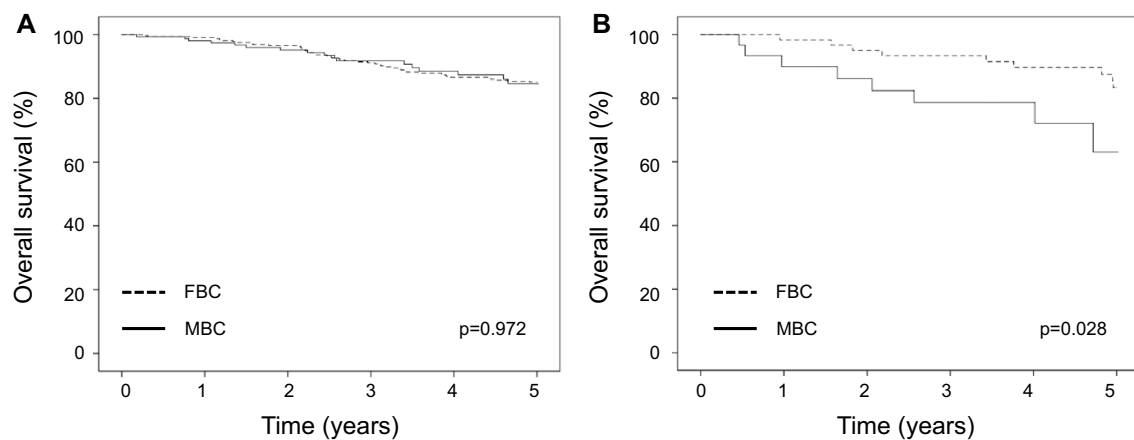 A
Overall survival (%)
100
80
60
40
20
0
FBC
MBC
p=0.972
0 1 2 3 4 5
Time (years)
B
Overall survival (%)
100
80
60
40
20
0
FBC
MBC
p=0.028
0 1 2 3 4 5
Time (years)